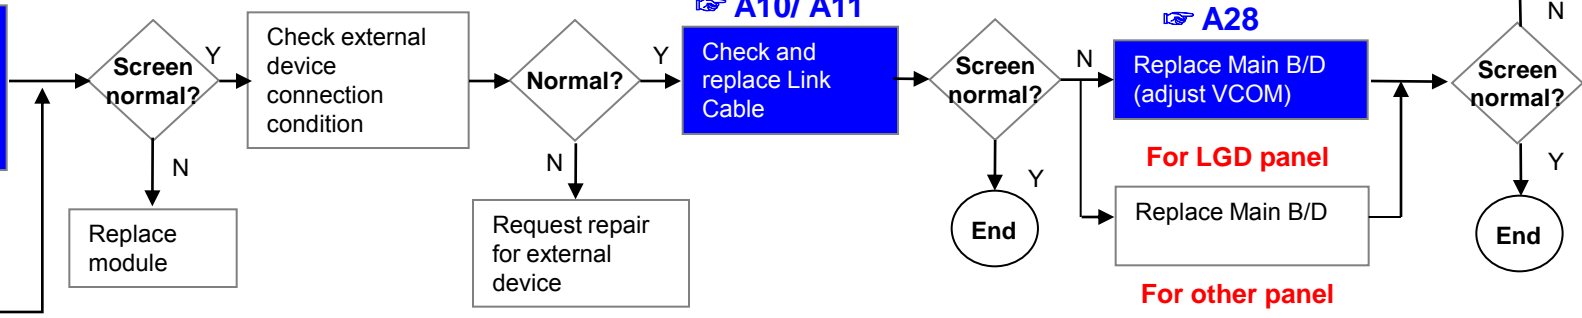 Screen
normal?
Y
N
Replace
module
Check external
device
connection
condition
Normal?
Y
N
Request repair
for external
device
☞ A10/ A11
Check and
replace Link
Cable
Screen
normal?
N
Y
End
☞ A28
Replace Main B/D
(adjust VCOM)
For LGD panel
Replace Main B/D
For other panel
Screen
normal?
N
Y
End